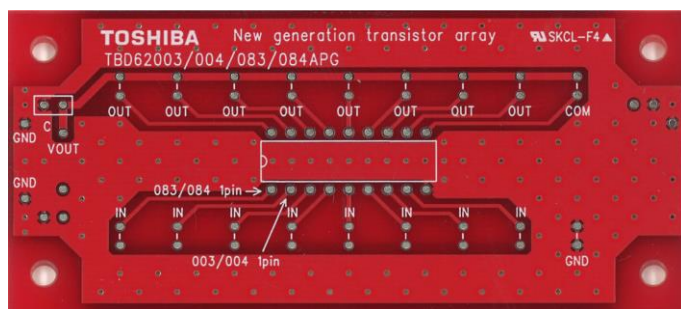 TOSHIBA New generation transistor array RU SKCL-F4▲
TBD62003/004/083/084APG
OUT OUT OUT OUT OUT OUT OUT OUT COM
C
GND
VOUT
GND
083/084 1pin→
IN IN IN IN IN IN IN IN
003/004 1pin
GND